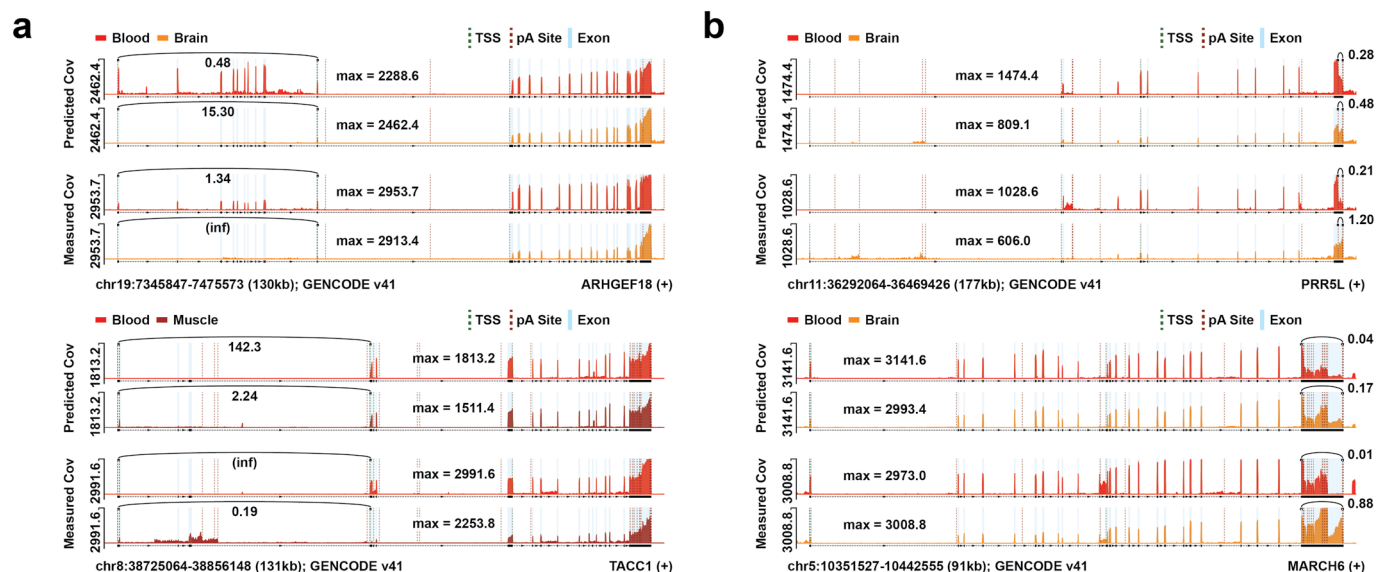 a
Blood Brain TSS pA Site Exon
Predicted Cov
24462.4
0.48
max = 2288.6
2462.4
15.30
max = 2462.4
Measured Cov
2953.7
1.34
max = 2953.7
2953.7
(inf)
max = 2913.4
chr19:7345847-7475573 (130kb); GENCODE v41 ARHGEF18 (+)
Blood Muscle TSS pA Site Exon
Predicted Cov
1813.2
142.3
max = 1813.2
1813.2
2.24
max = 1511.4
Measured Cov
2991.6
(inf)
max = 2991.6
2991.6
0.19
max = 2253.8
chr8:38725064-38856148 (131kb); GENCODE v41 TACC1 (+)
b
Blood Brain TSS pA Site Exon
Predicted Cov
1474.4
max = 1474.4
0.28
1474.4
max = 809.1
0.48
Measured Cov
1028.6
max = 1028.6
0.21
1028.6
max = 606.0
1.20
chr11:36292064-36469426 (177kb); GENCODE v41 PRR5L (+)
Blood Brain TSS pA Site Exon
Predicted Cov
3141.6
max = 3141.6
0.04
3141.6
max = 2993.4
0.17
Measured Cov
3008.8
max = 2973.0
0.01
3008.8
max = 3008.8
0.88
chr5:10351527-10442555 (91kb); GENCODE v41 MARCH6 (+)